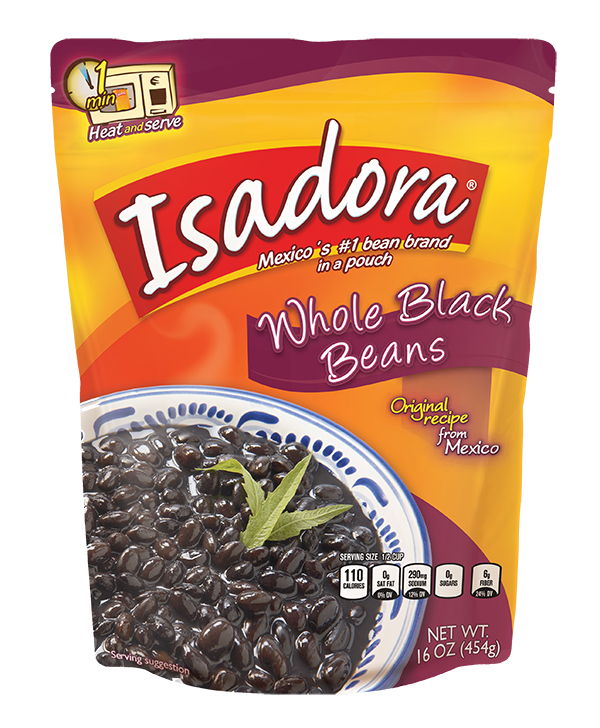 1
min
Heat and serve
Isadora®
Mexico's #1 bean brand
in a pouch
Whole Black
Beans
Original
recipe
from
Mexico
SERVING SIZE 1/2 CUP
110 CALORIES
0g SAT FAT 0% DV
290mg SODIUM 12% DV
0g SUGARS
6g FIBER 24% DV
NET WT.
16 OZ (454g)
Serving suggestion